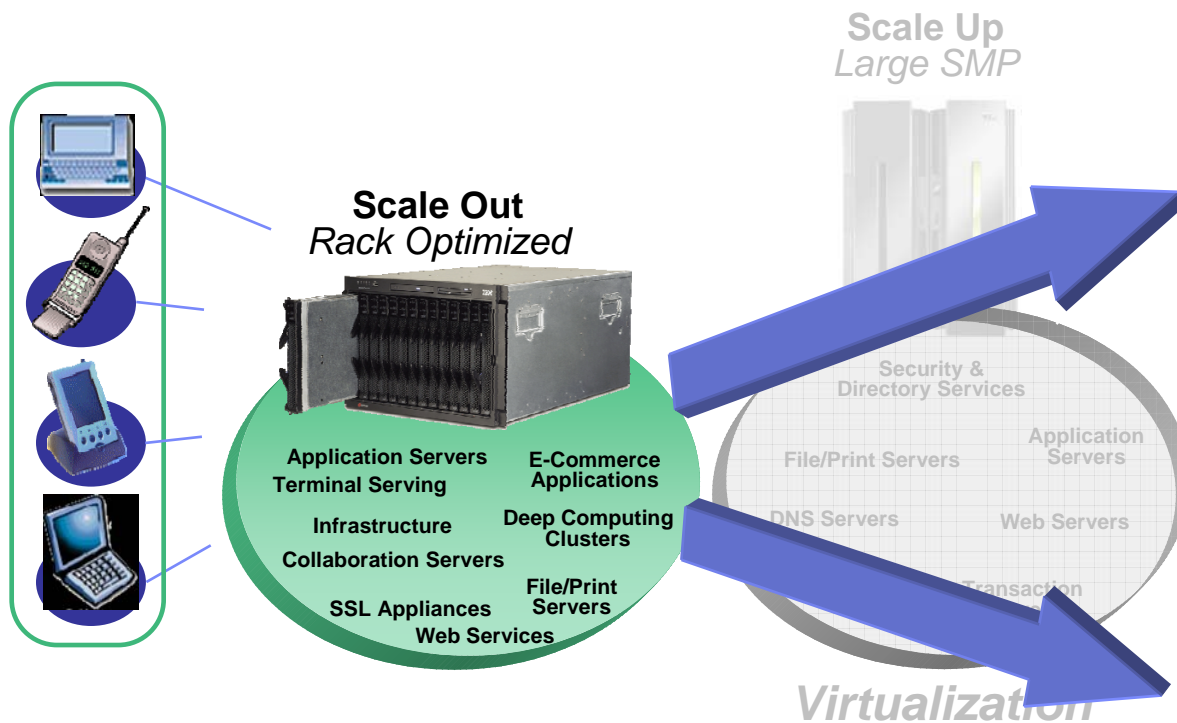 Scale Up
Large SMP
Scale Out
Rack Optimized
IBM
Application Servers
Terminal Serving
Infrastructure
Collaboration Servers
SSL Appliances
Web Services
E-Commerce
Applications
Deep Computing
Clusters
File/Print
Servers
Security &
Directory Services
Application
Servers
File/Print Servers
DNS Servers
Web Servers
Transaction
Virtualization